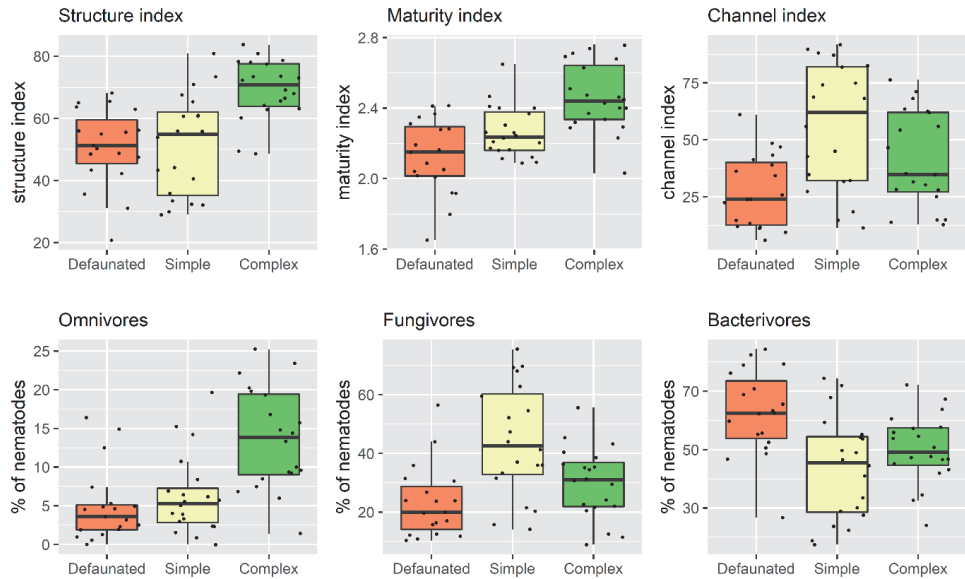 Structure index
Maturity index
Channel index
structure index
80
60
40
20
maturity index
2.8
2.4
2.0
1.6
channel index
75
50
25
Defaunated Simple Complex
Defaunated Simple Complex
Defaunated Simple Complex
Omnivores
Fungivores
Bacterivores
% of nematodes
25
20
15
10
5
0
% of nematodes
60
40
20
% of nematodes
70
50
30
Defaunated Simple Complex
Defaunated Simple Complex
Defaunated Simple Complex